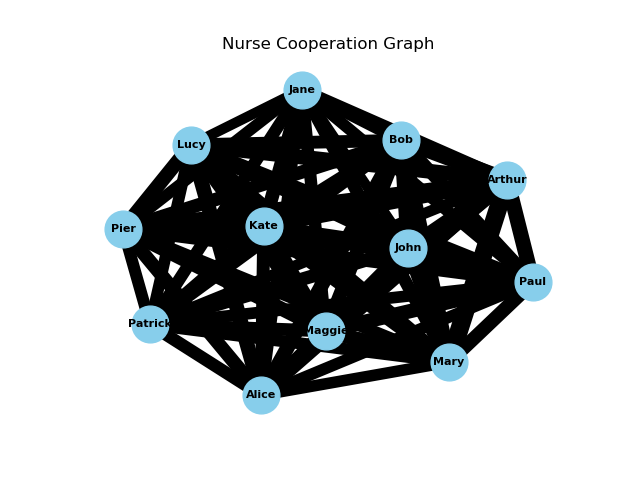 Nurse Cooperation Graph
Jane
Bob
Lucy
Arthur
Kate
Pier
John
Paul
Patrick
Maggie
Mary
Alice